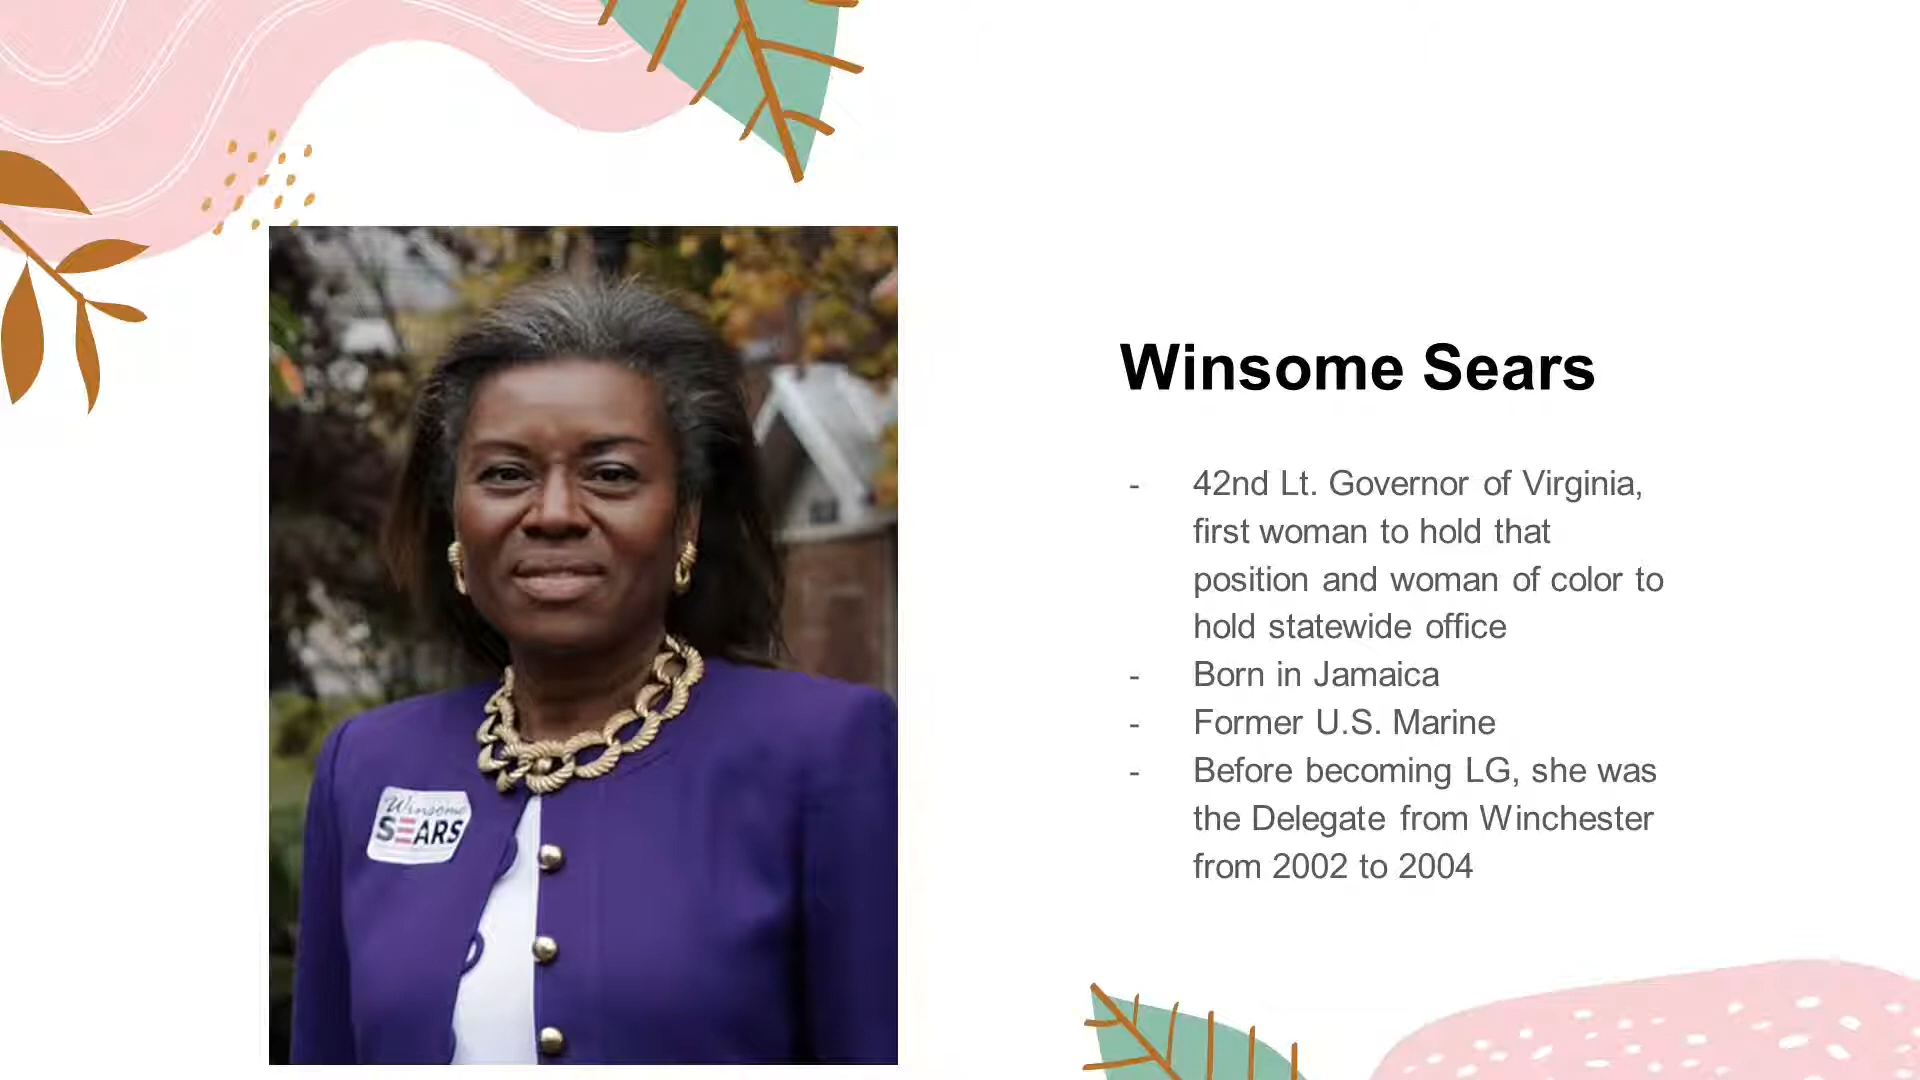 Winsome Sears
- 42nd Lt. Governor of Virginia,
first woman to hold that
position and woman of color to
hold statewide office
- Born in Jamaica
- Former U.S. Marine
- Before becoming LG, she was
the Delegate from Winchester
from 2002 to 2004
Winsome
SEARS